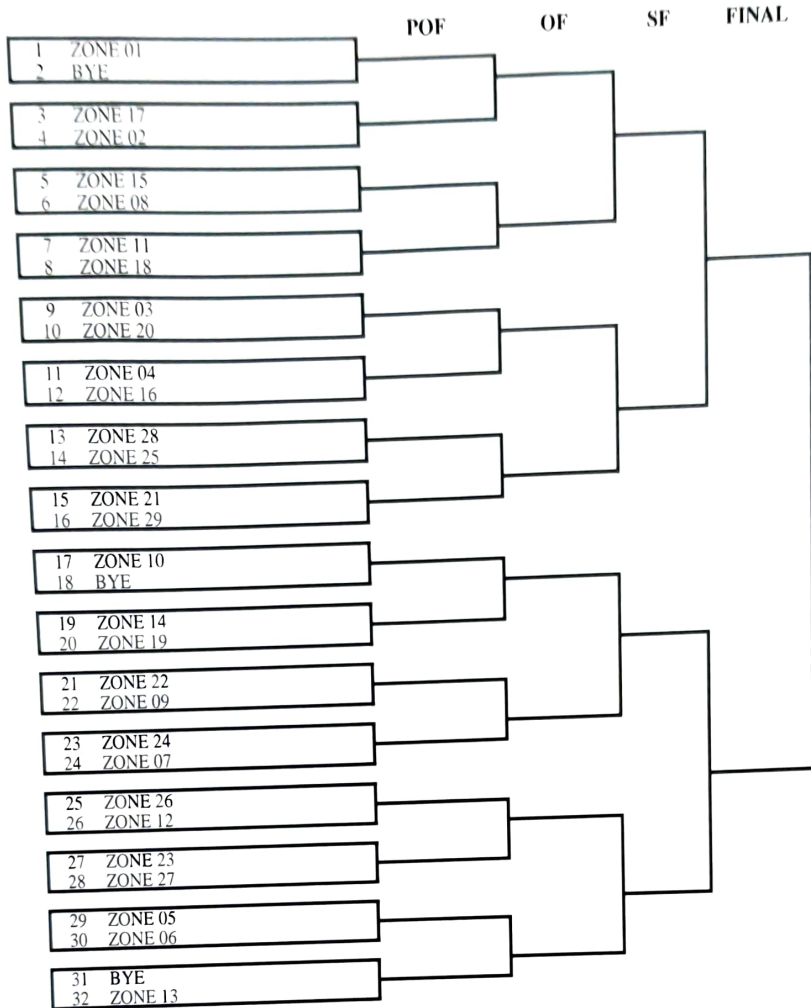 POF OF SF FINAL
1 ZONE 01
2 BYE
3 ZONE 17
4 ZONE 02
5 ZONE 15
6 ZONE 08
7 ZONE 11
8 ZONE 18
9 ZONE 03
10 ZONE 20
11 ZONE 04
12 ZONE 16
13 ZONE 28
14 ZONE 25
15 ZONE 21
16 ZONE 29
17 ZONE 10
18 BYE
19 ZONE 14
20 ZONE 19
21 ZONE 22
22 ZONE 09
23 ZONE 24
24 ZONE 07
25 ZONE 26
26 ZONE 12
27 ZONE 23
28 ZONE 27
29 ZONE 05
30 ZONE 06
31 BYE
32 ZONE 13